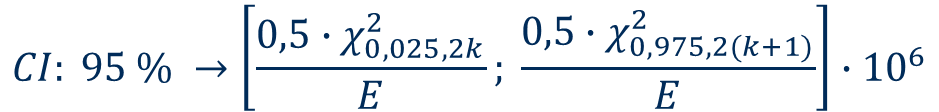 CI: 95 % → [0,5 · χ²₀,₀₂₅,₂ₖ / E ; 0,5 · χ²₀,₉₇₅,₂₍ₖ₊₁₎ / E] · 10⁶